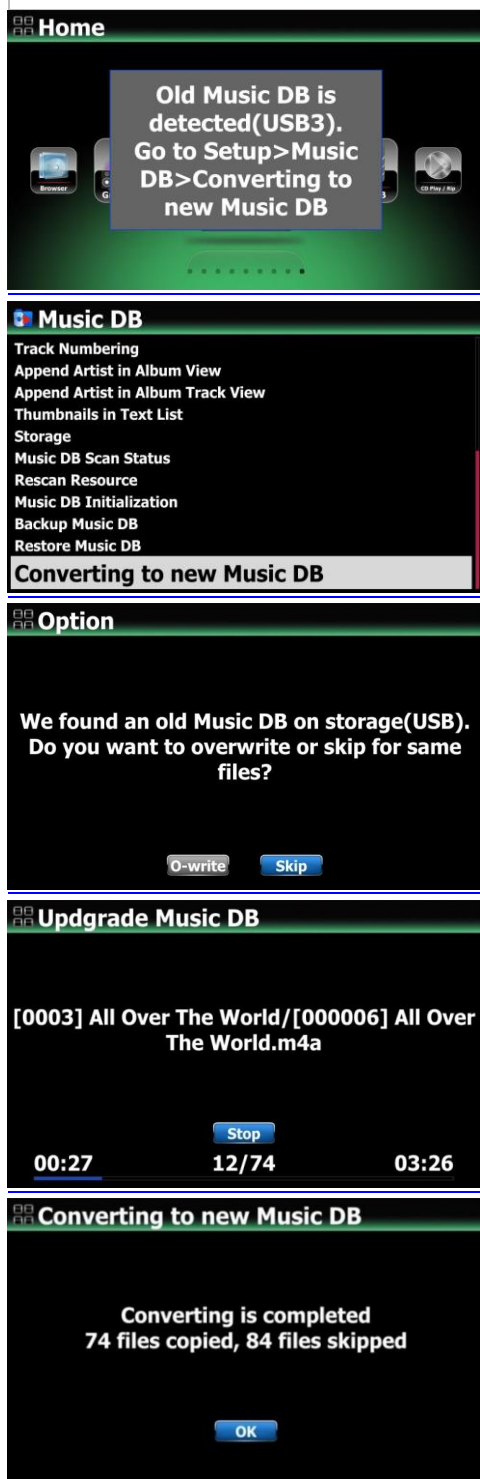 Home
Old Music DB is
detected(USB3).
Go to Setup>Music
DB>Converting to
new Music DB
Browser
CD Play / Rip
Music DB
Track Numbering
Append Artist in Album View
Append Artist in Album Track View
Thumbnails in Text List
Storage
Music DB Scan Status
Rescan Resource
Music DB Initialization
Backup Music DB
Restore Music DB
Converting to new Music DB
Option
We found an old Music DB on storage(USB).
Do you want to overwrite or skip for same
files?
O-write Skip
Updgrade Music DB
[0003] All Over The World/[000006] All Over
The World.m4a
Stop
00:27 12/74 03:26
Converting to new Music DB
Converting is completed
74 files copied, 84 files skipped
OK